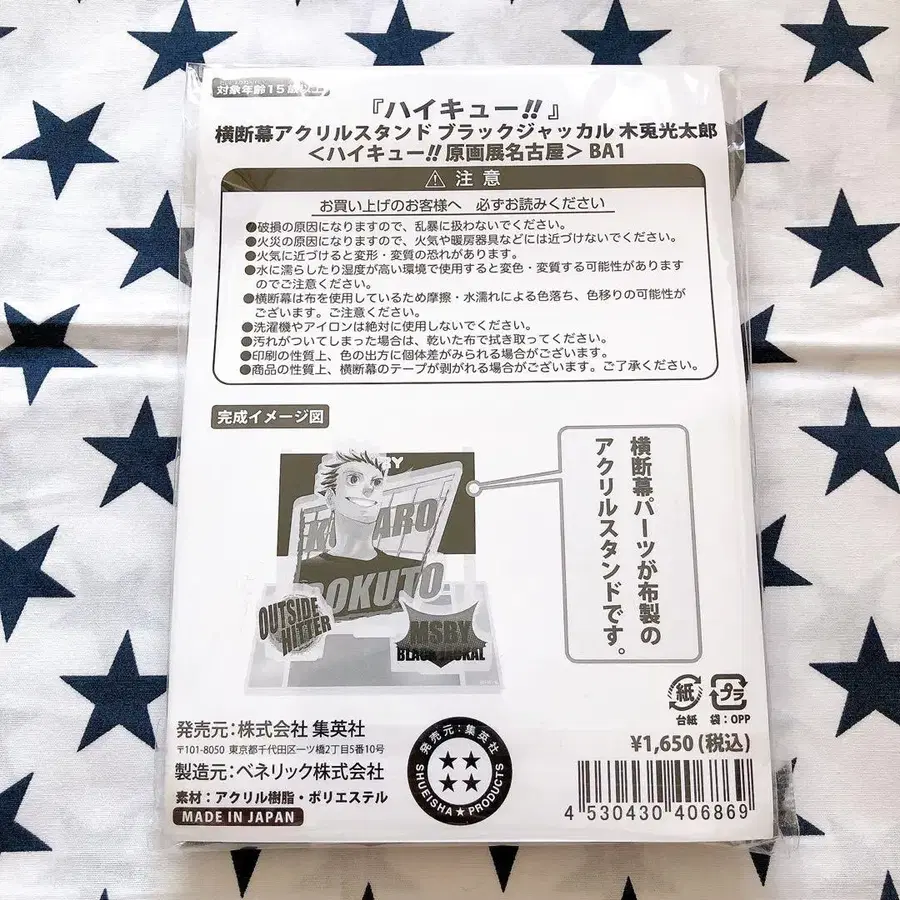 対象年齢15歳以上
『ハイキュー!!』
横断幕アクリルスタンド ブラックジャッカル 木兎光太郎
＜ハイキュー!!原画展名古屋＞ BA1
⚠ 注意
お買い上げのお客様へ 必ずお読みください
●破損の原因になりますので、乱暴に扱わないでください。
●火災の原因になりますので、火気や暖房器具などには近づけないでください。
●火気に近づけると変形・変質の恐れがあります。
●水に濡らしたり湿度が高い環境で使用すると変色・変質する可能性があります
のでご注意ください。
●横断幕は布を使用しているため摩擦・水濡れによる色落ち、色移りの可能性が
ございます。ご注意ください。
●洗濯機やアイロンは絶対に使用しないでください。
●汚れがついてしまった場合は、乾いた布で拭き取ってください。
●印刷の性質上、色の出方に個体差がみられる場合がございます。
●商品の性質上、横断幕のテープが剥がれる場合がございます。ご了承ください。
完成イメージ図
横断幕パーツが布製の
アクリルスタンドです。
OUTSIDE
HITTER
MSBY
BLACK JACKAL
紙
台紙
プラ
袋：OPP
¥1,650(税込)
発売元：株式会社 集英社
〒101-8050 東京都千代田区一ツ橋2丁目5番10号
製造元：ベネリック株式会社
素材：アクリル樹脂・ポリエステル
MADE IN JAPAN
発売元：集英社
SHUEISHA★PRODUCTS
4 530430 406869